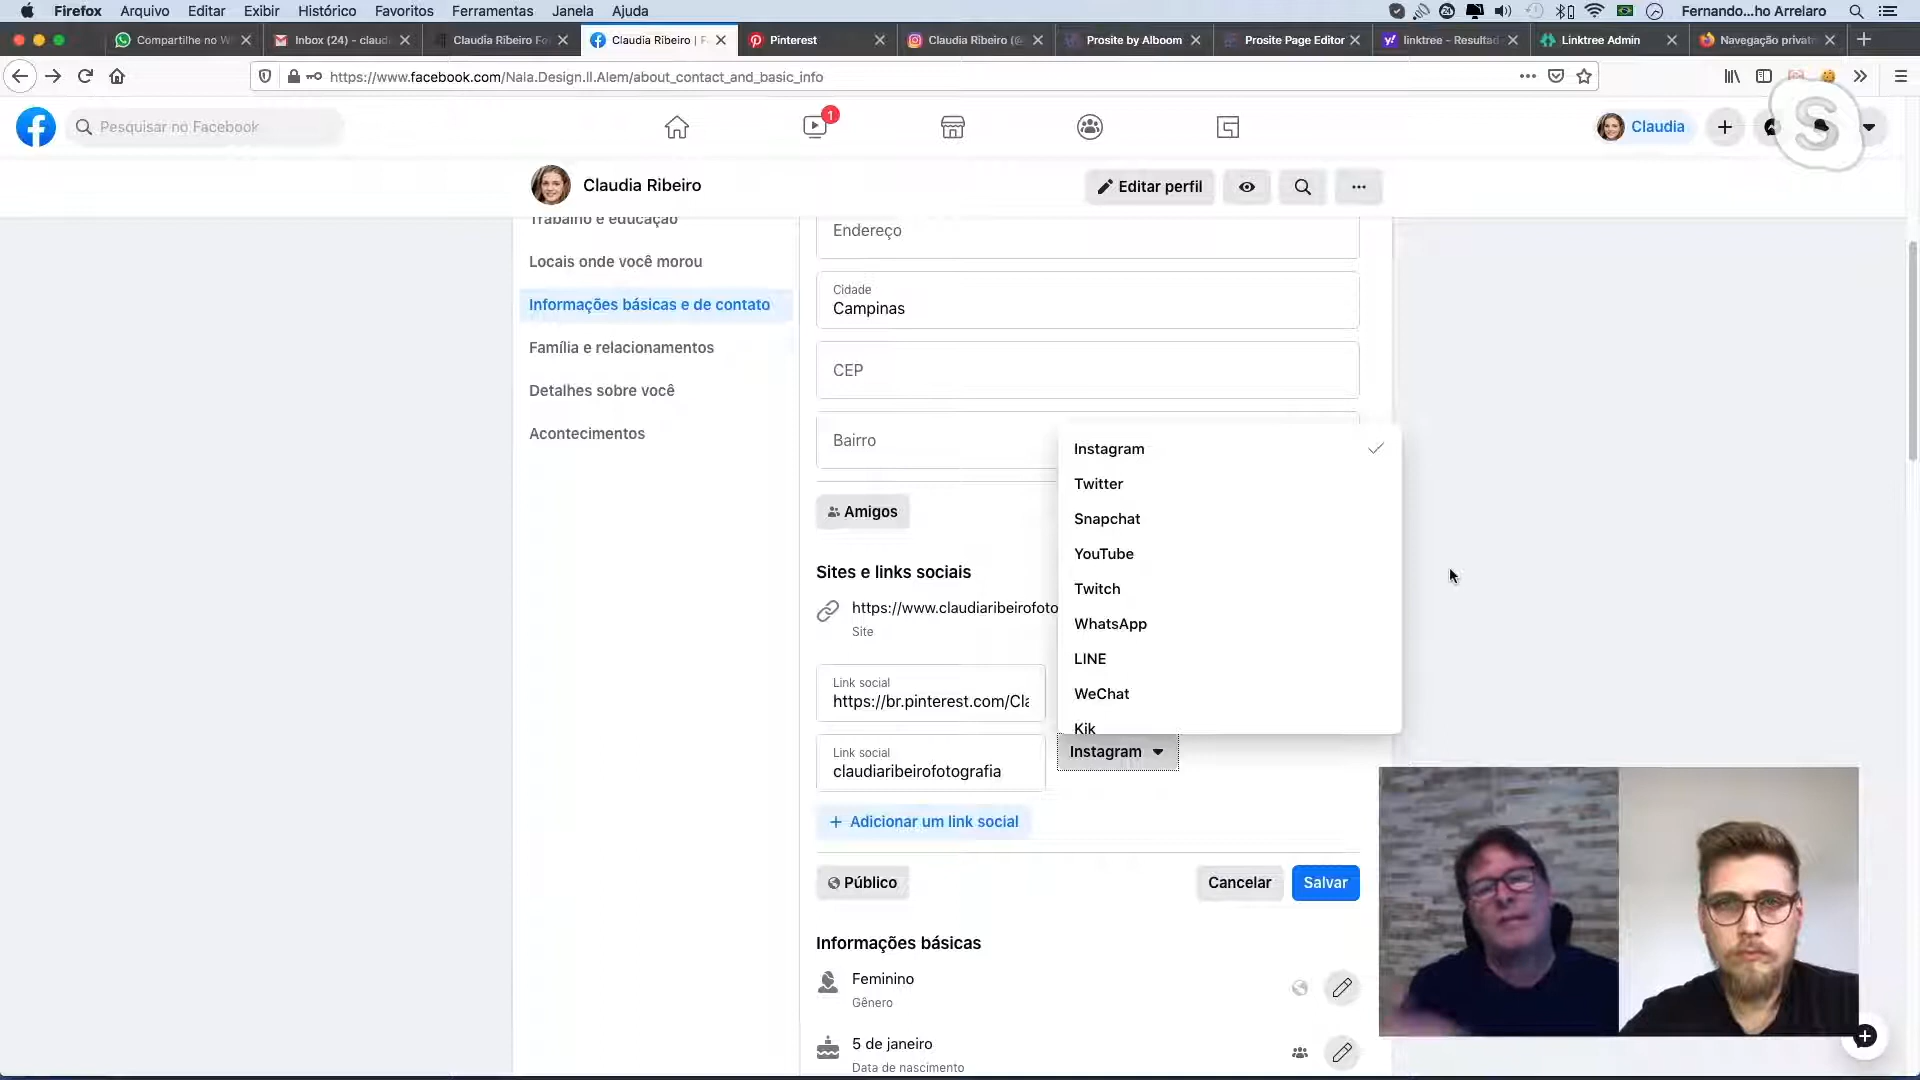 Firefox Arquivo Editar Exibir Histórico Favoritos Ferramentas Janela Ajuda Fernando...ho Arrelaro
Compartilhe no W
Inbox (24) - claud
Claudia Ribeiro Fo
Claudia Ribeiro | F
Pinterest
Claudia Ribeiro (@
Prosite by Alboom
Prosite Page Editor
linktree - Resultad
Linktree Admin
Navegação privat
https://www.facebook.com/Nala.Design.II.Alem/about_contact_and_basic_info
Pesquisar no Facebook
1
Claudia
Claudia Ribeiro
Editar perfil
Trabalho e educação
Locais onde você morou
Informações básicas e de contato
Família e relacionamentos
Detalhes sobre você
Acontecimentos
Endereço
Cidade
Campinas
CEP
Bairro
Amigos
Sites e links sociais
https://www.claudiaribeirofoto
Site
Link social
https://br.pinterest.com/Cla
Link social
claudiaribeirofotografia
Instagram
Twitter
Snapchat
YouTube
Twitch
WhatsApp
LINE
WeChat
Kik
Instagram
+ Adicionar um link social
Público
Cancelar
Salvar
Informações básicas
Feminino
Gênero
5 de janeiro
Data de nascimento